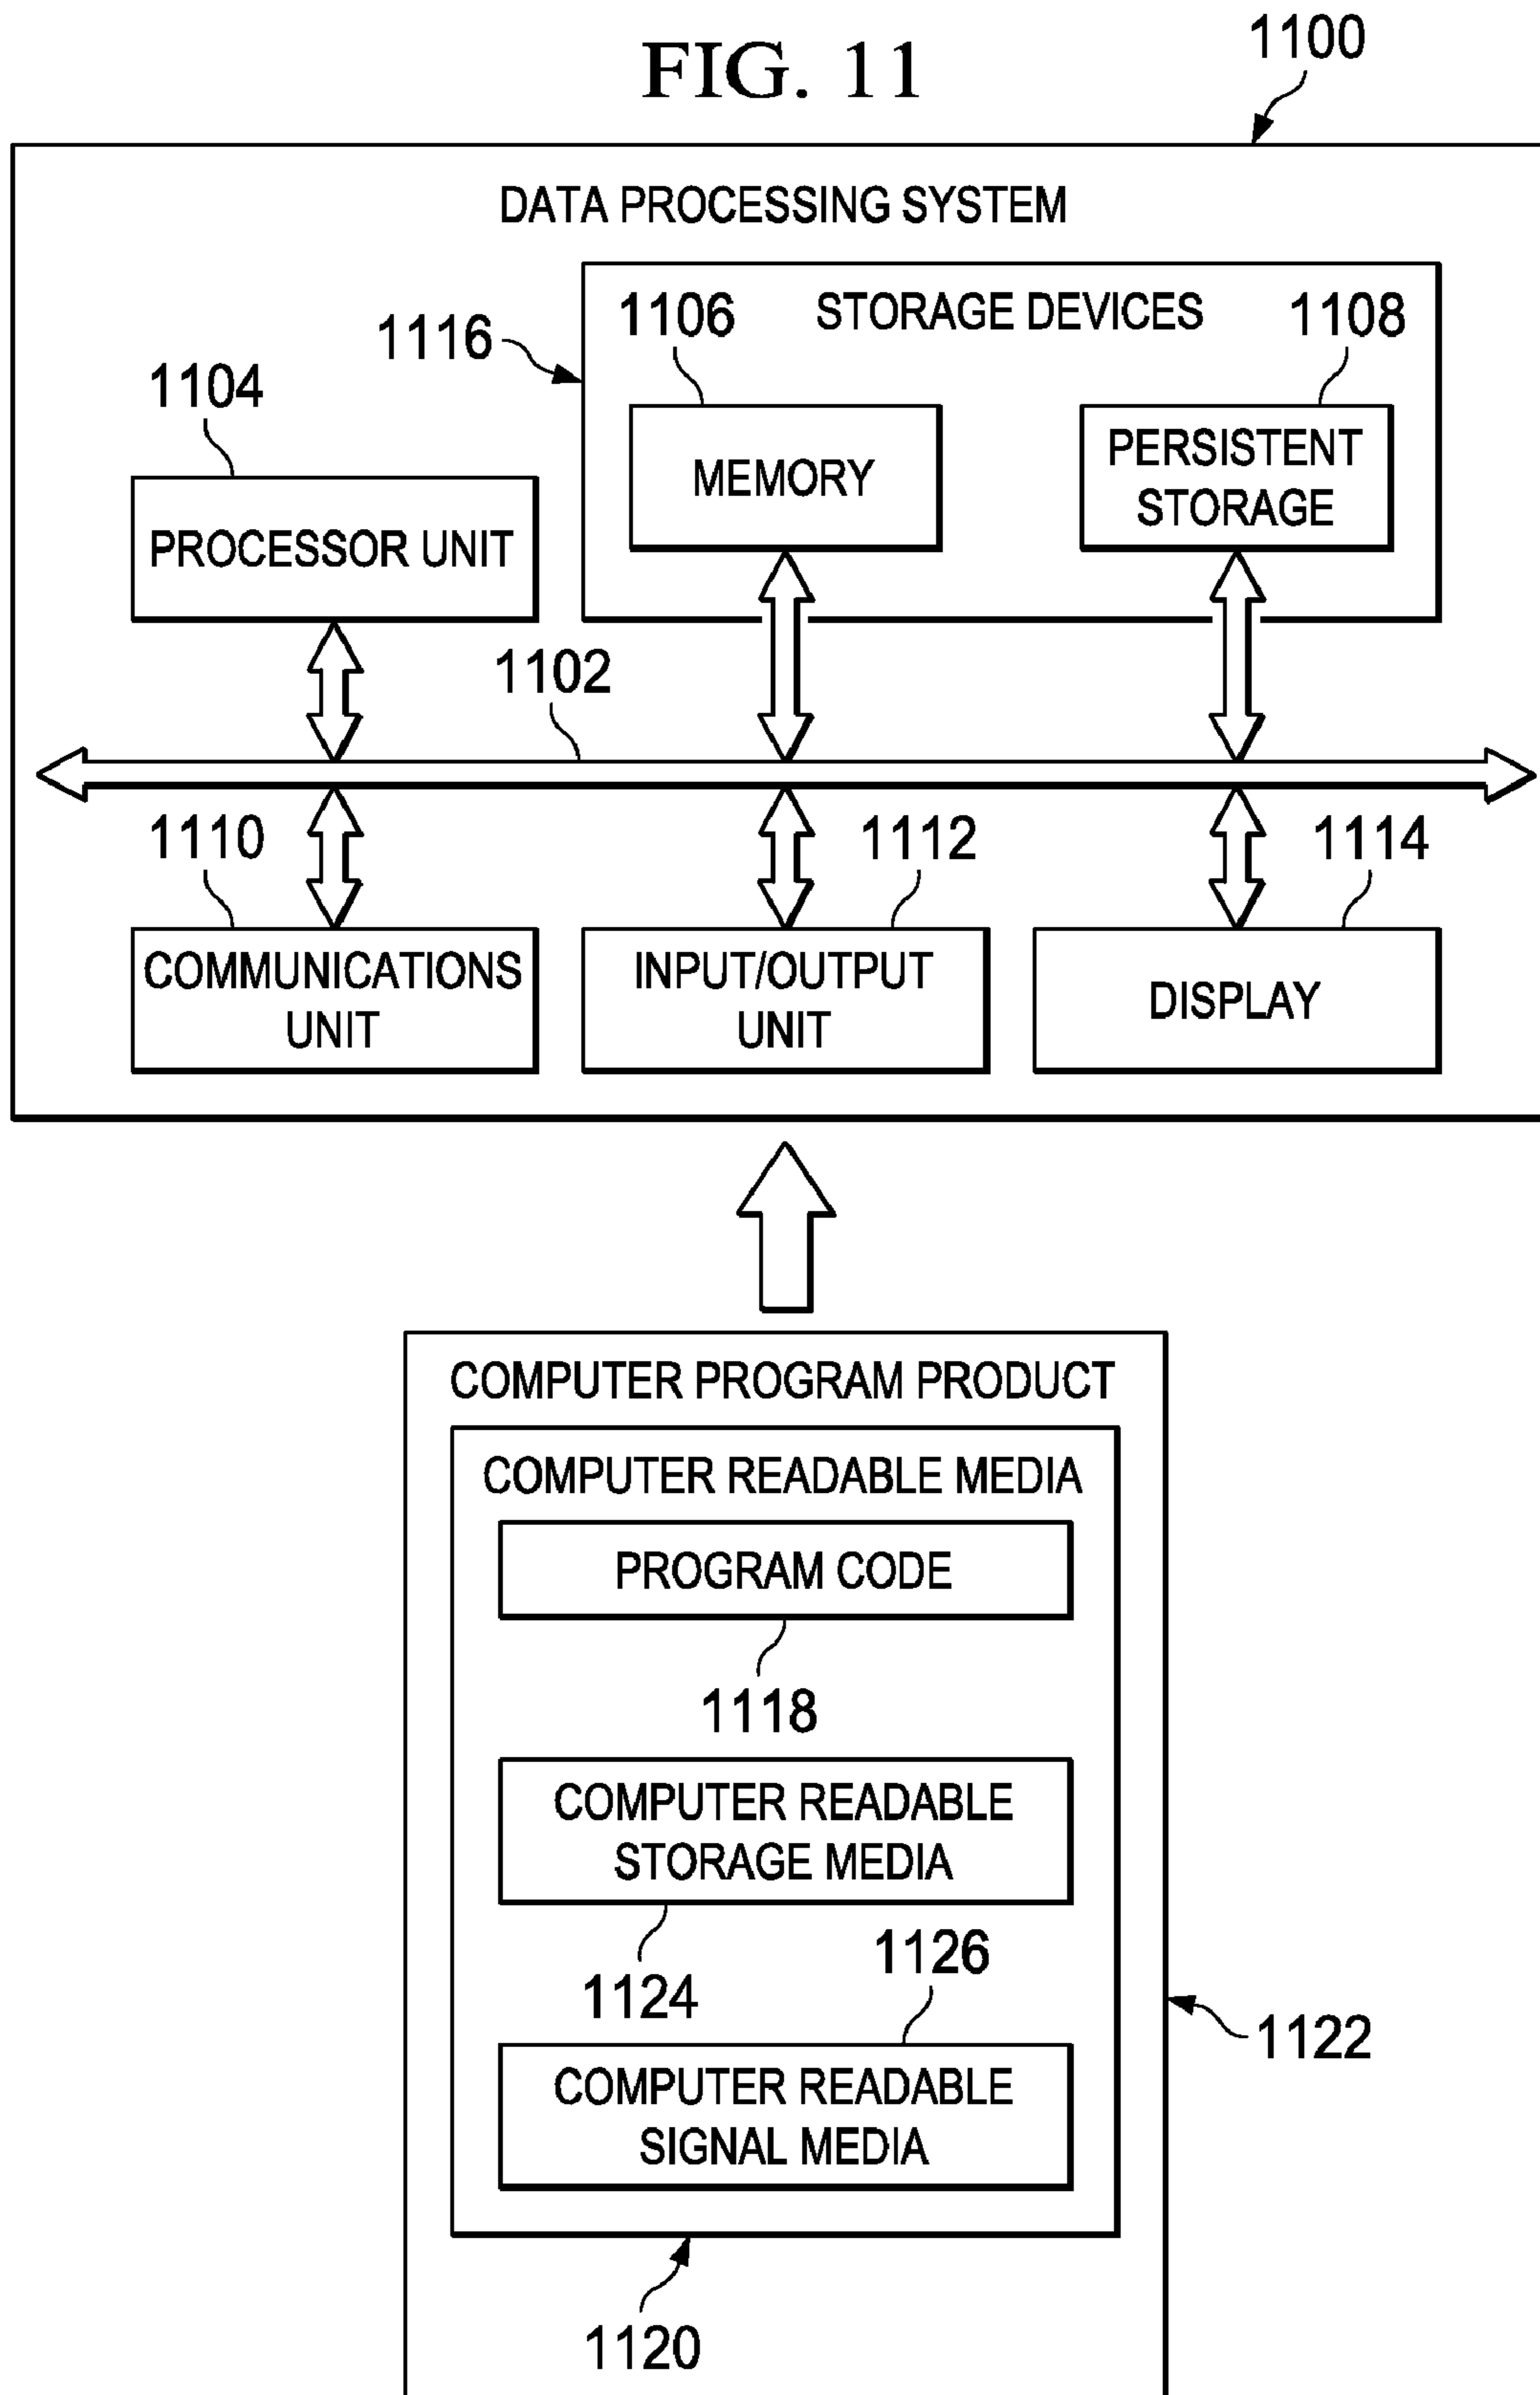 FIG. 11
1100
DATA PROCESSING SYSTEM
1116
1106
STORAGE DEVICES
1108
1104
MEMORY
PERSISTENT
STORAGE
PROCESSOR UNIT
1102
1110
1112
1114
COMMUNICATIONS
UNIT
INPUT/OUTPUT
UNIT
DISPLAY
COMPUTER PROGRAM PRODUCT
COMPUTER READABLE MEDIA
PROGRAM CODE
1118
COMPUTER READABLE
STORAGE MEDIA
1124
1126
COMPUTER READABLE
SIGNAL MEDIA
1122
1120